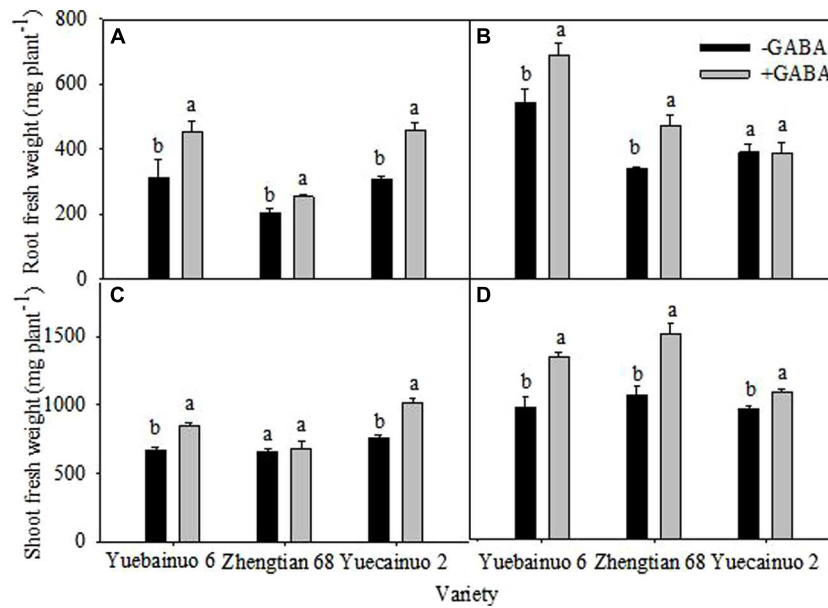 800
A
B
-GABA
+GABA
600
400
200
0
Root fresh weight (mg plant⁻¹)
b
a
b
a
b
a
b
a
b
a
a
a
C
D
1500
1000
500
0
Shoot fresh weight (mg plant⁻¹)
b
a
a
a
b
a
b
a
b
a
b
a
Yuebainuo 6 Zhengtian 68 Yuecainuo 2
Yuebainuo 6 Zhengtian 68 Yuecainuo 2
Variety